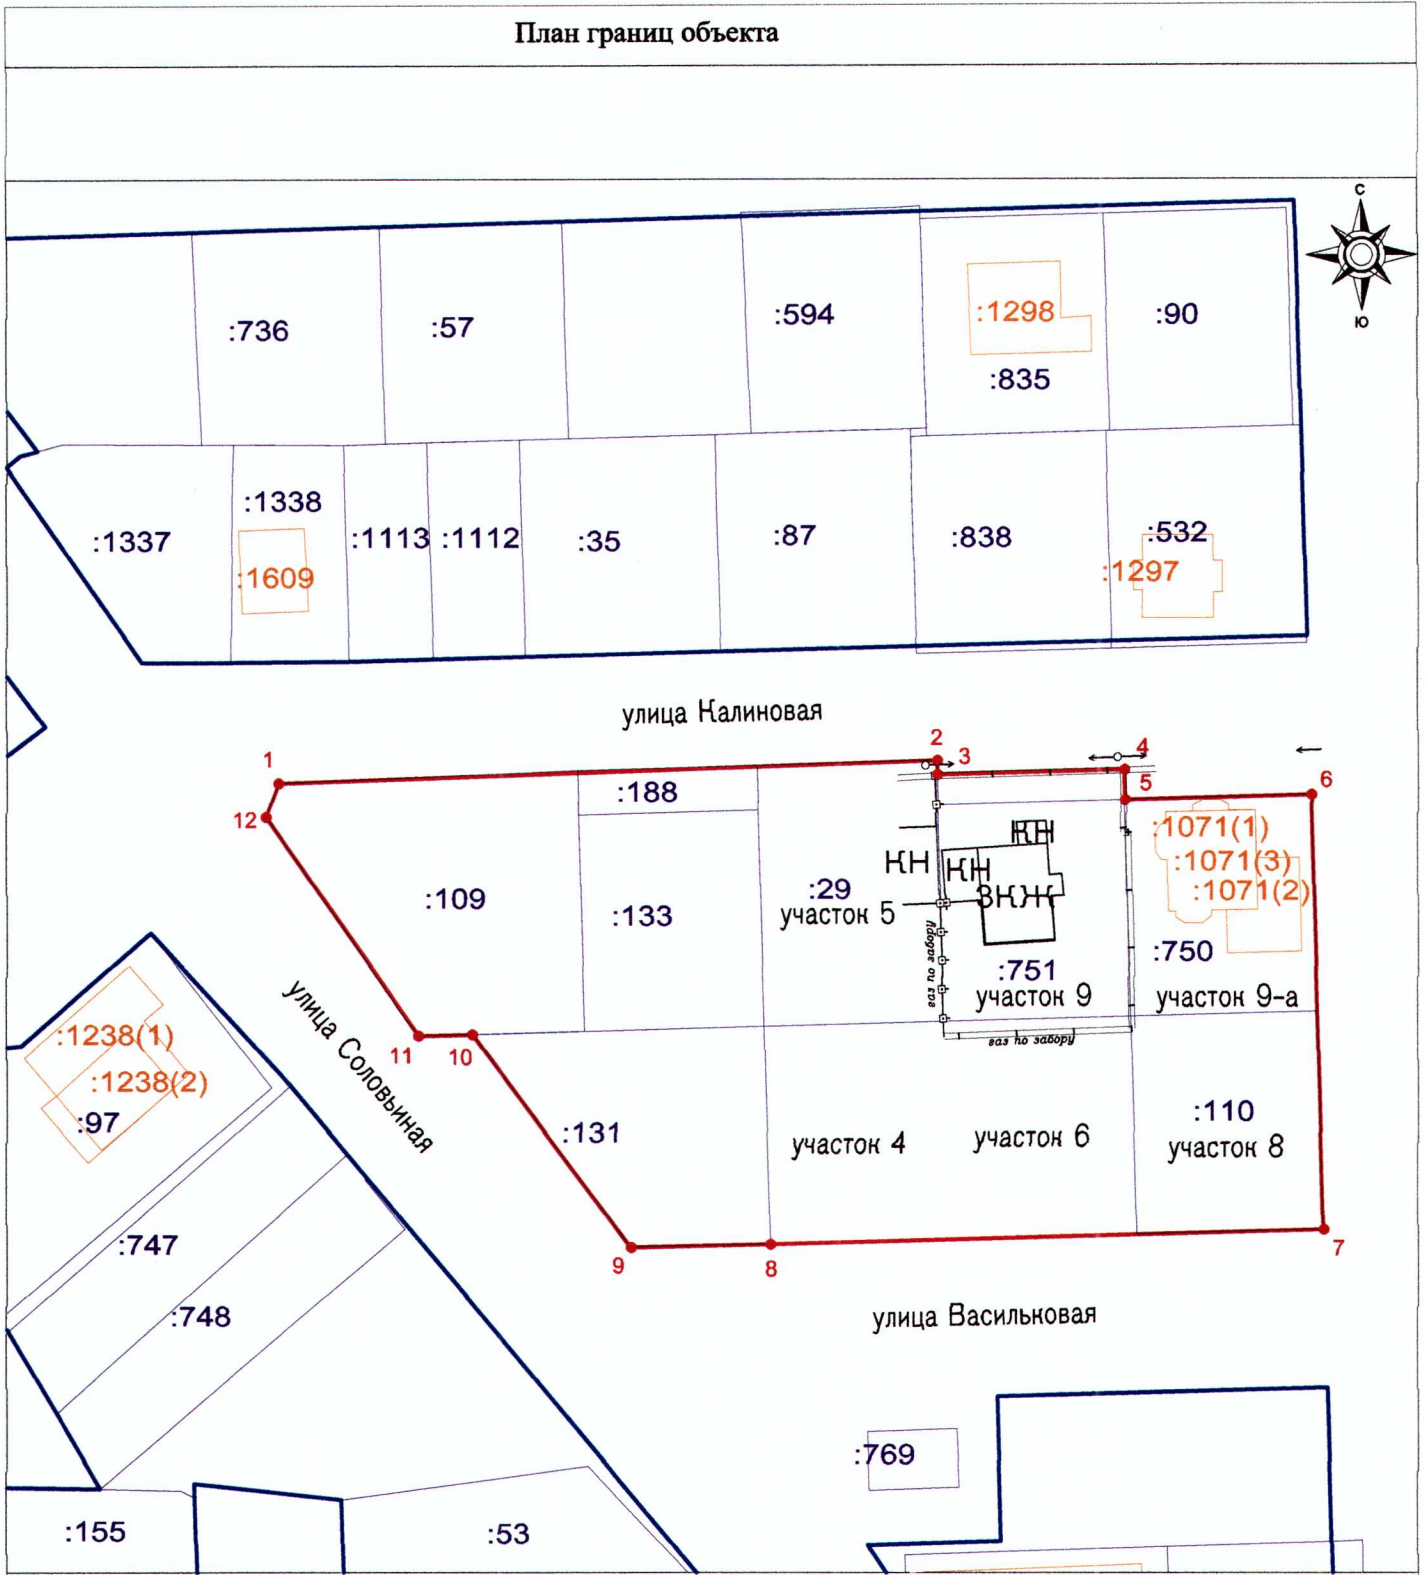 План границ объекта
С
Ю
:736
:57
:594
:1298
:90
:835
:1338
:1337
:1609
:1113
:1112
:35
:87
:838
:532
:1297
улица Калиновая
1
2
3
4
5
6
12
:188
:1071(1)
:1071(3)
:1071(2)
КН
КН
КН
:109
:133
:29
участок 5
газ по забору
:751
участок 9
:750
участок 9-а
газ по забору
улица Соловьиная
11
10
:1238(1)
:1238(2)
:97
:131
участок 4
участок 6
:110
участок 8
:747
:748
9
8
7
улица Васильковая
:769
:155
:53